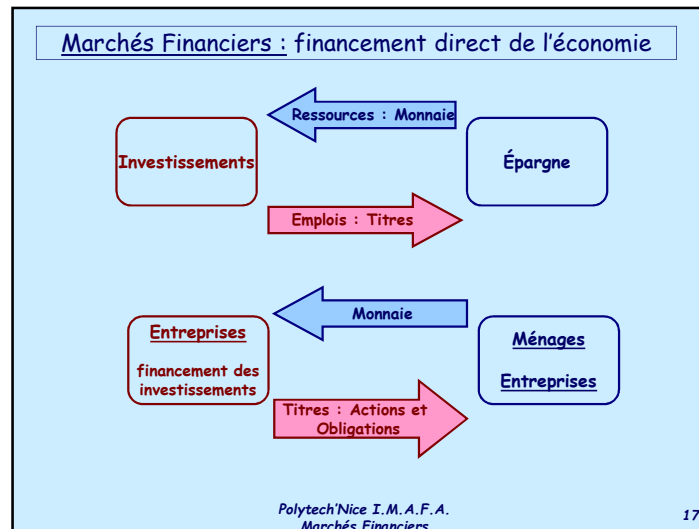 Marchés Financiers : financement direct de l'économie
Ressources : Monnaie
Investissements
Épargne
Emplois : Titres
Monnaie
Entreprises
financement des
investissements
Ménages
Entreprises
Titres : Actions et
Obligations
Polytech'Nice I.M.A.F.A.
Marchés Financiers
17